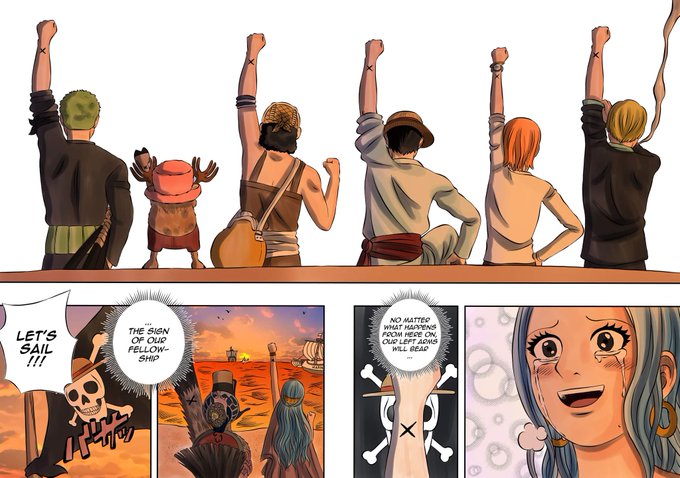 NO MATTER
WHAT HAPPENS
FROM HERE ON,
OUR LEFT ARMS
WILL BEAR
...
...
THE SIGN
OF OUR
FELLOW-
SHIP
LET'S
SAIL
!!!